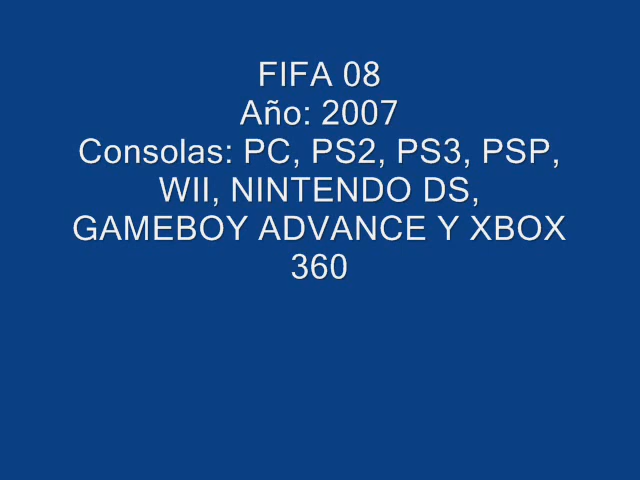 FIFA 08
Año: 2007
Consolas: PC, PS2, PS3, PSP,
WII, NINTENDO DS,
GAMEBOY ADVANCE Y XBOX
360